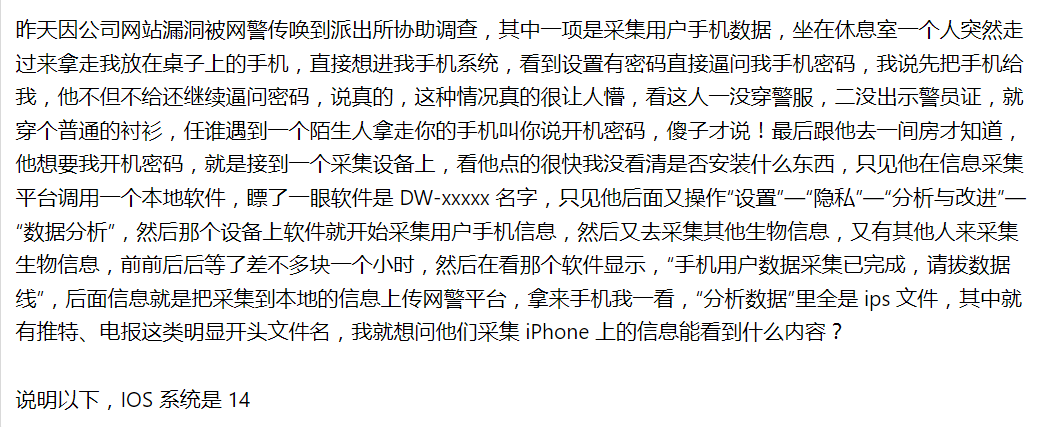 昨天因公司网站漏洞被网警传唤到派出所协助调查，其中一项是采集用户手机数据，坐在休息室一个人突然走
过来拿走我放在桌子上的手机，直接想进我手机系统，看到设置有密码直接逼问我手机密码，我说先把手机给
我，他不但不给还继续逼问密码，说真的，这种情况真的很让人懵，看这人一没穿警服，二没出示警员证，就
穿个普通的衬衫，任谁遇到一个陌生人拿走你的手机叫你说开机密码，傻子才说！最后跟他去一间房才知道，
他想要我开机密码，就是接到一个采集设备上，看他点的很快我没看清是否安装什么东西，只见他在信息采集
平台调用一个本地软件，瞟了一眼软件是 DW-xxxxx 名字，只见他后面又操作“设置”—“隐私”—“分析与改进”—
“数据分析”，然后那个设备上软件就开始采集用户手机信息，然后又去采集其他生物信息，又有其他人来采集
生物信息，前前后后等了差不多块一个小时，然后在看那个软件显示，“手机用户数据采集已完成，请拔数据
线”，后面信息就是把采集到本地的信息上传网警平台，拿来手机我一看，“分析数据”里全是 ips 文件，其中就
有推特、电报这类明显开头文件名，我就想问他们采集 iPhone 上的信息能看到什么内容？
说明以下，IOS 系统是 14